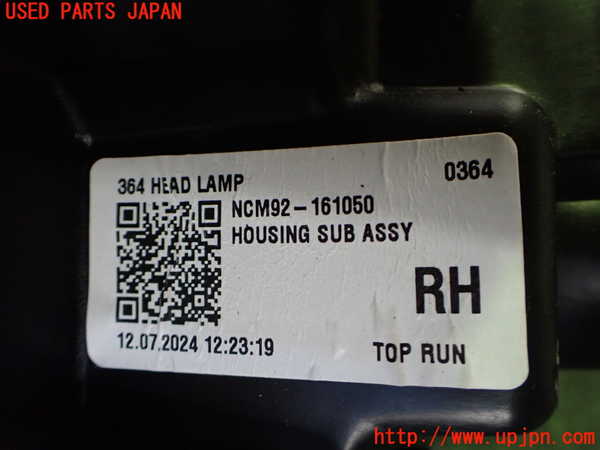 USED PARTS JAPAN
364 HEAD LAMP 0364
NCM92-161050
HOUSING SUB ASSY
RH
12.07.2024 12:23:19 TOP RUN
http://www.upjpn.com/